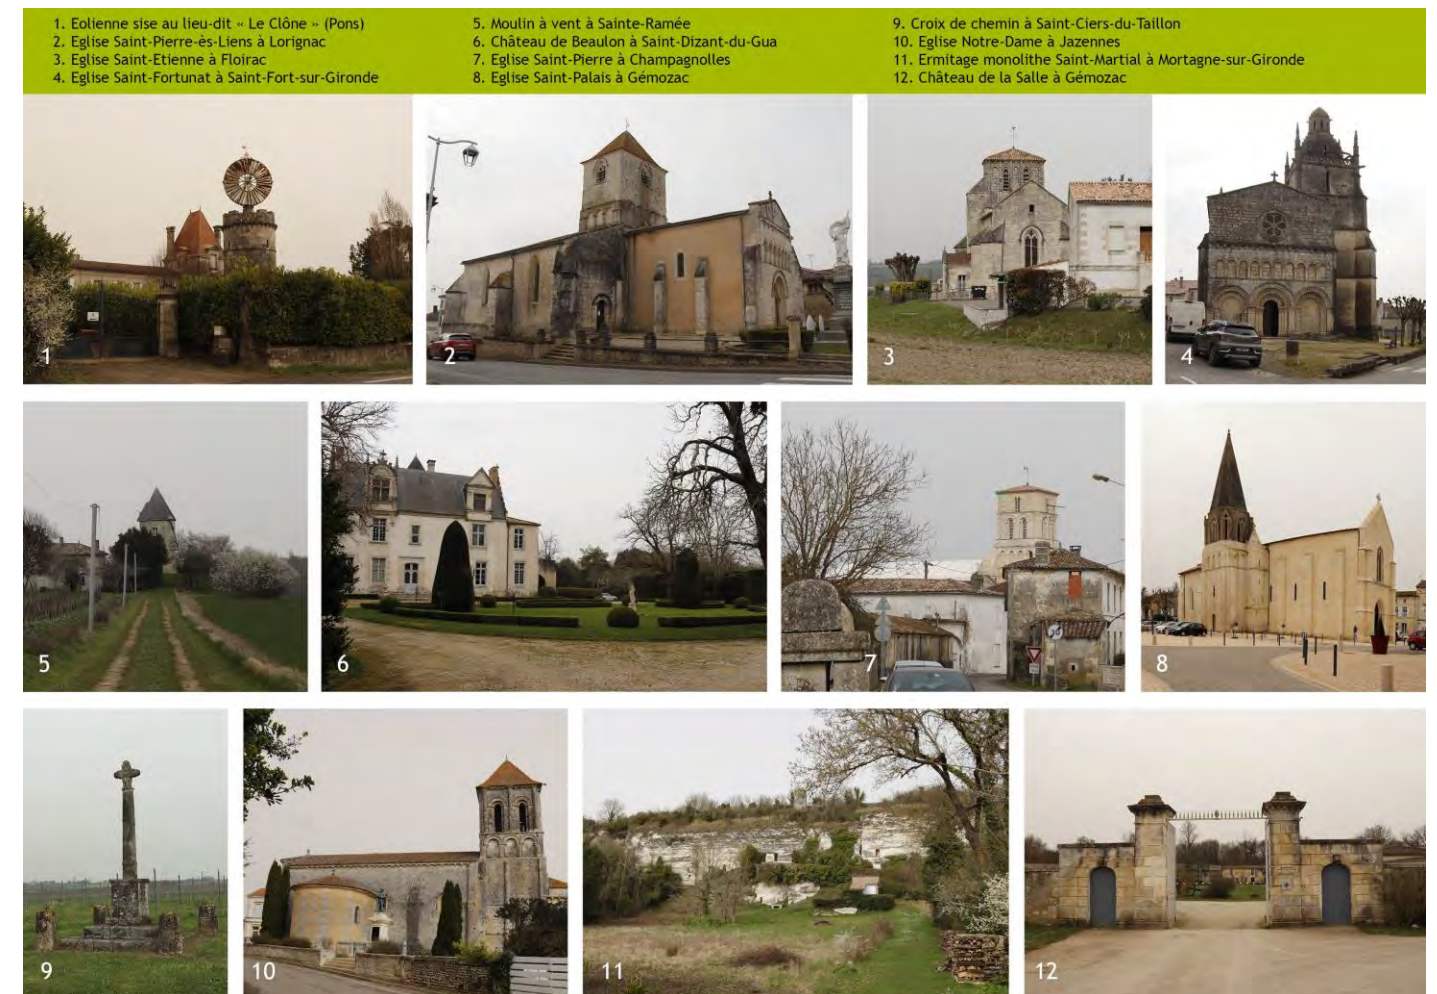 1. Eolienne sise au lieu-dit « Le Clône » (Pons)
2. Eglise Saint-Pierre-ès-Liens à Lorignac
3. Eglise Saint-Etienne à Floirac
4. Eglise Saint-Fortunat à Saint-Fort-sur-Gironde
5. Moulin à vent à Sainte-Ramée
6. Château de Beaulon à Saint-Dizant-du-Gua
7. Eglise Saint-Pierre à Champagnolles
8. Eglise Saint-Palais à Gémozac
9. Croix de chemin à Saint-Ciers-du-Taillon
10. Eglise Notre-Dame à Jazennes
11. Ermitage monolithe Saint-Martial à Mortagne-sur-Gironde
12. Château de la Salle à Gémozac
1
2
3
4
5
6
7
8
9
10
11
12